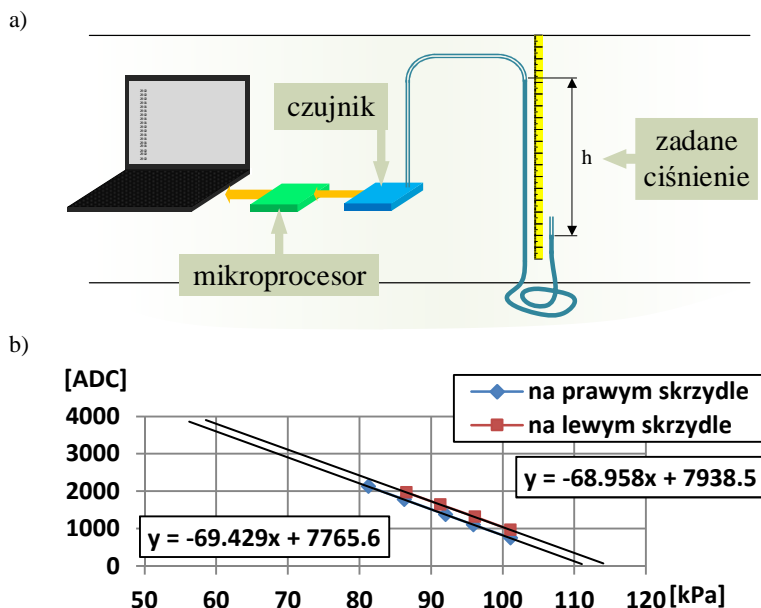 a)
czujnik
h
zadane
ciśnienie
mikroprocesor
b)
[ADC]
na prawym skrzydle
na lewym skrzydle
4000
3000
2000
1000
0
y = -68.958x + 7938.5
y = -69.429x + 7765.6
50 60 70 80 90 100 110 120 [kPa]